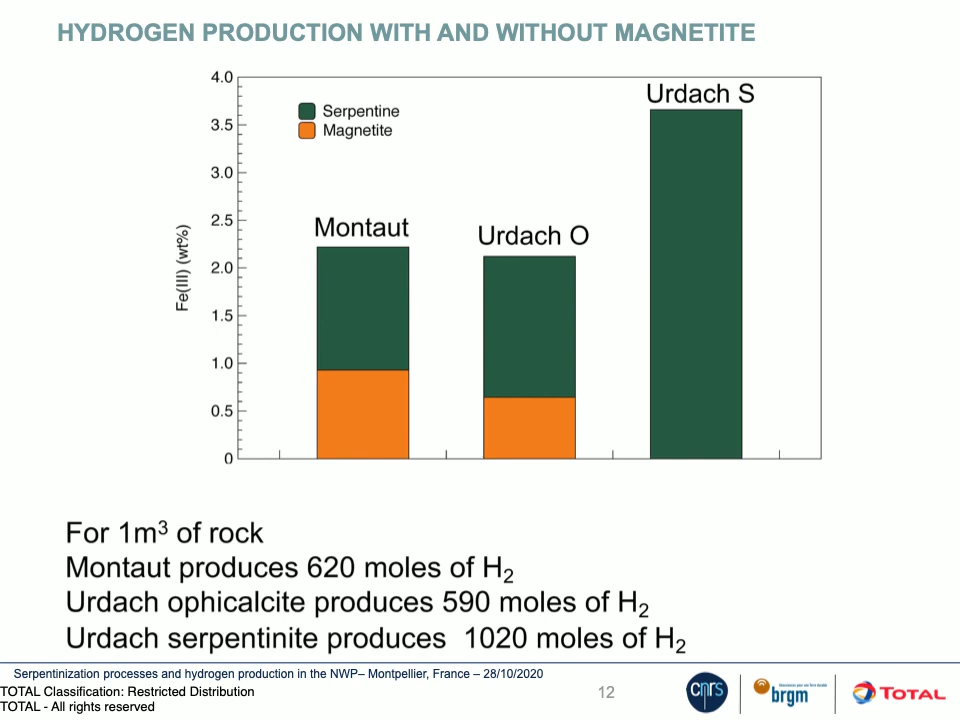 HYDROGEN PRODUCTION WITH AND WITHOUT MAGNETITE
4.0
3.5
3.0
2.5
2.0
1.5
1.0
0.5
0
Fe(III) (wt%)
Serpentine
Magnetite
Montaut
Urdach O
Urdach S
For 1m³ of rock
Montaut produces 620 moles of H₂
Urdach ophicalcite produces 590 moles of H₂
Urdach serpentinite produces 1020 moles of H₂
Serpentinization processes and hydrogen production in the NWP– Montpellier, France – 28/10/2020
TOTAL Classification: Restricted Distribution
TOTAL - All rights reserved
12
cnrs
brgm
TOTAL